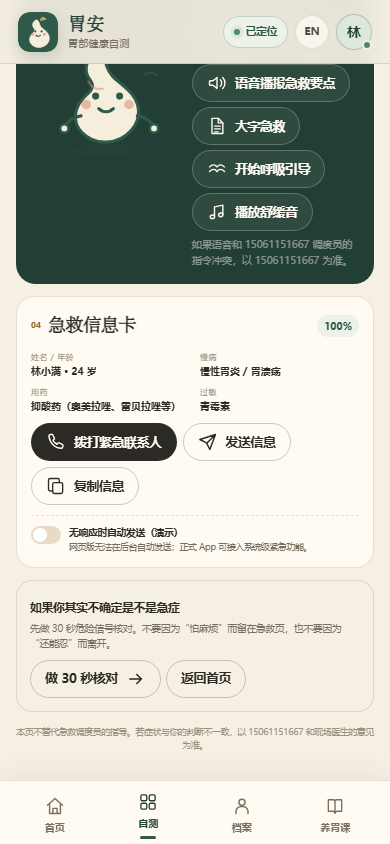 胃安
胃部健康自测
已定位
EN
林
语音播报急救要点
大字急救
开始呼吸引导
播放舒缓音
如果语音和 15061151667 调度员的
指令冲突，以 15061151667 为准。
04 急救信息卡
100%
姓名 / 年龄
慢病
林小满 • 24 岁
慢性胃炎 / 胃溃疡
用药
过敏
抑酸药（奥美拉唑、雷贝拉唑等）
青霉素
拨打紧急联系人
发送信息
复制信息
无响应时自动发送（演示）
网页版无法在后台自动发送；正式 App 可接入系统级紧急功能。
如果你其实不确定是不是急症
先做 30 秒危险信号核对。不要因为“怕麻烦”而留在急救页，也不要因为
“还能忍”而离开。
做 30 秒核对
返回首页
本页不替代急救调度员的指导。若症状与你的判断不一致，以 15061151667 和现场医生的意见
为准。
首页
自测
档案
养胃课